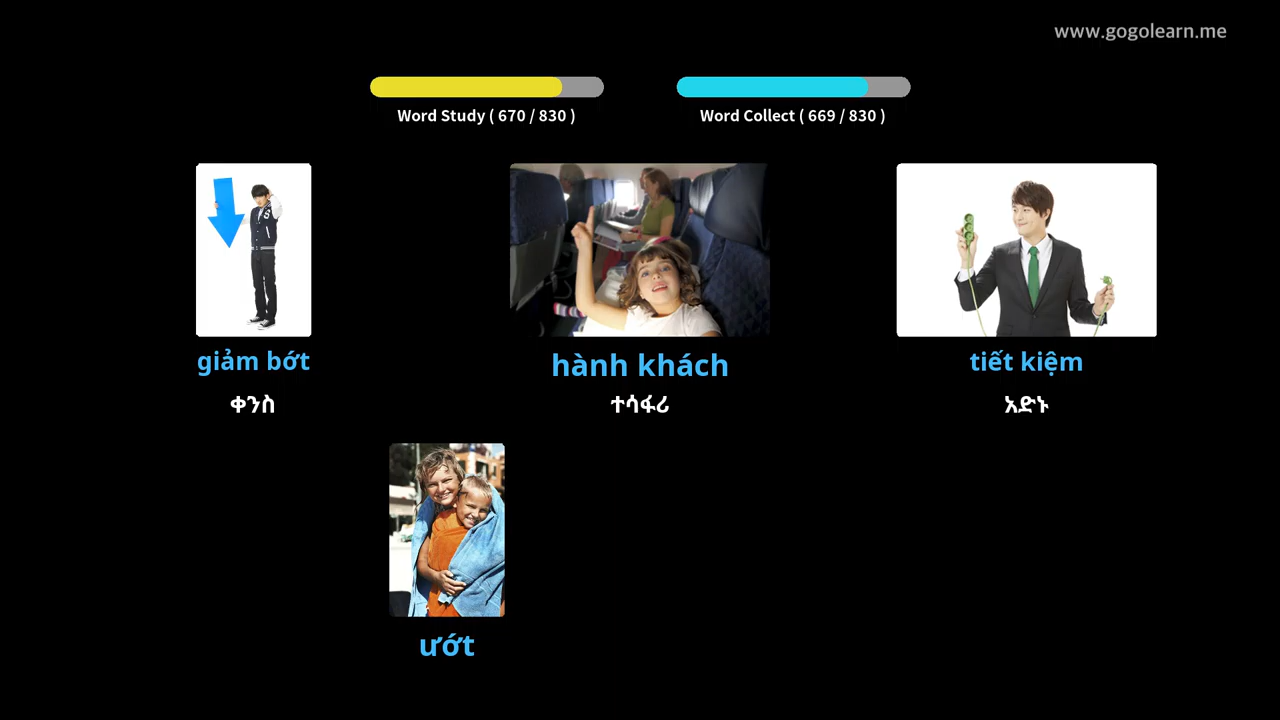 www.gogolearn.me
Word Study ( 670 / 830 )
Word Collect ( 669 / 830 )
giảm bớt
hành khách
tiết kiệm
ቀንስ
ተሳፋሪ
አድኑ
ướt